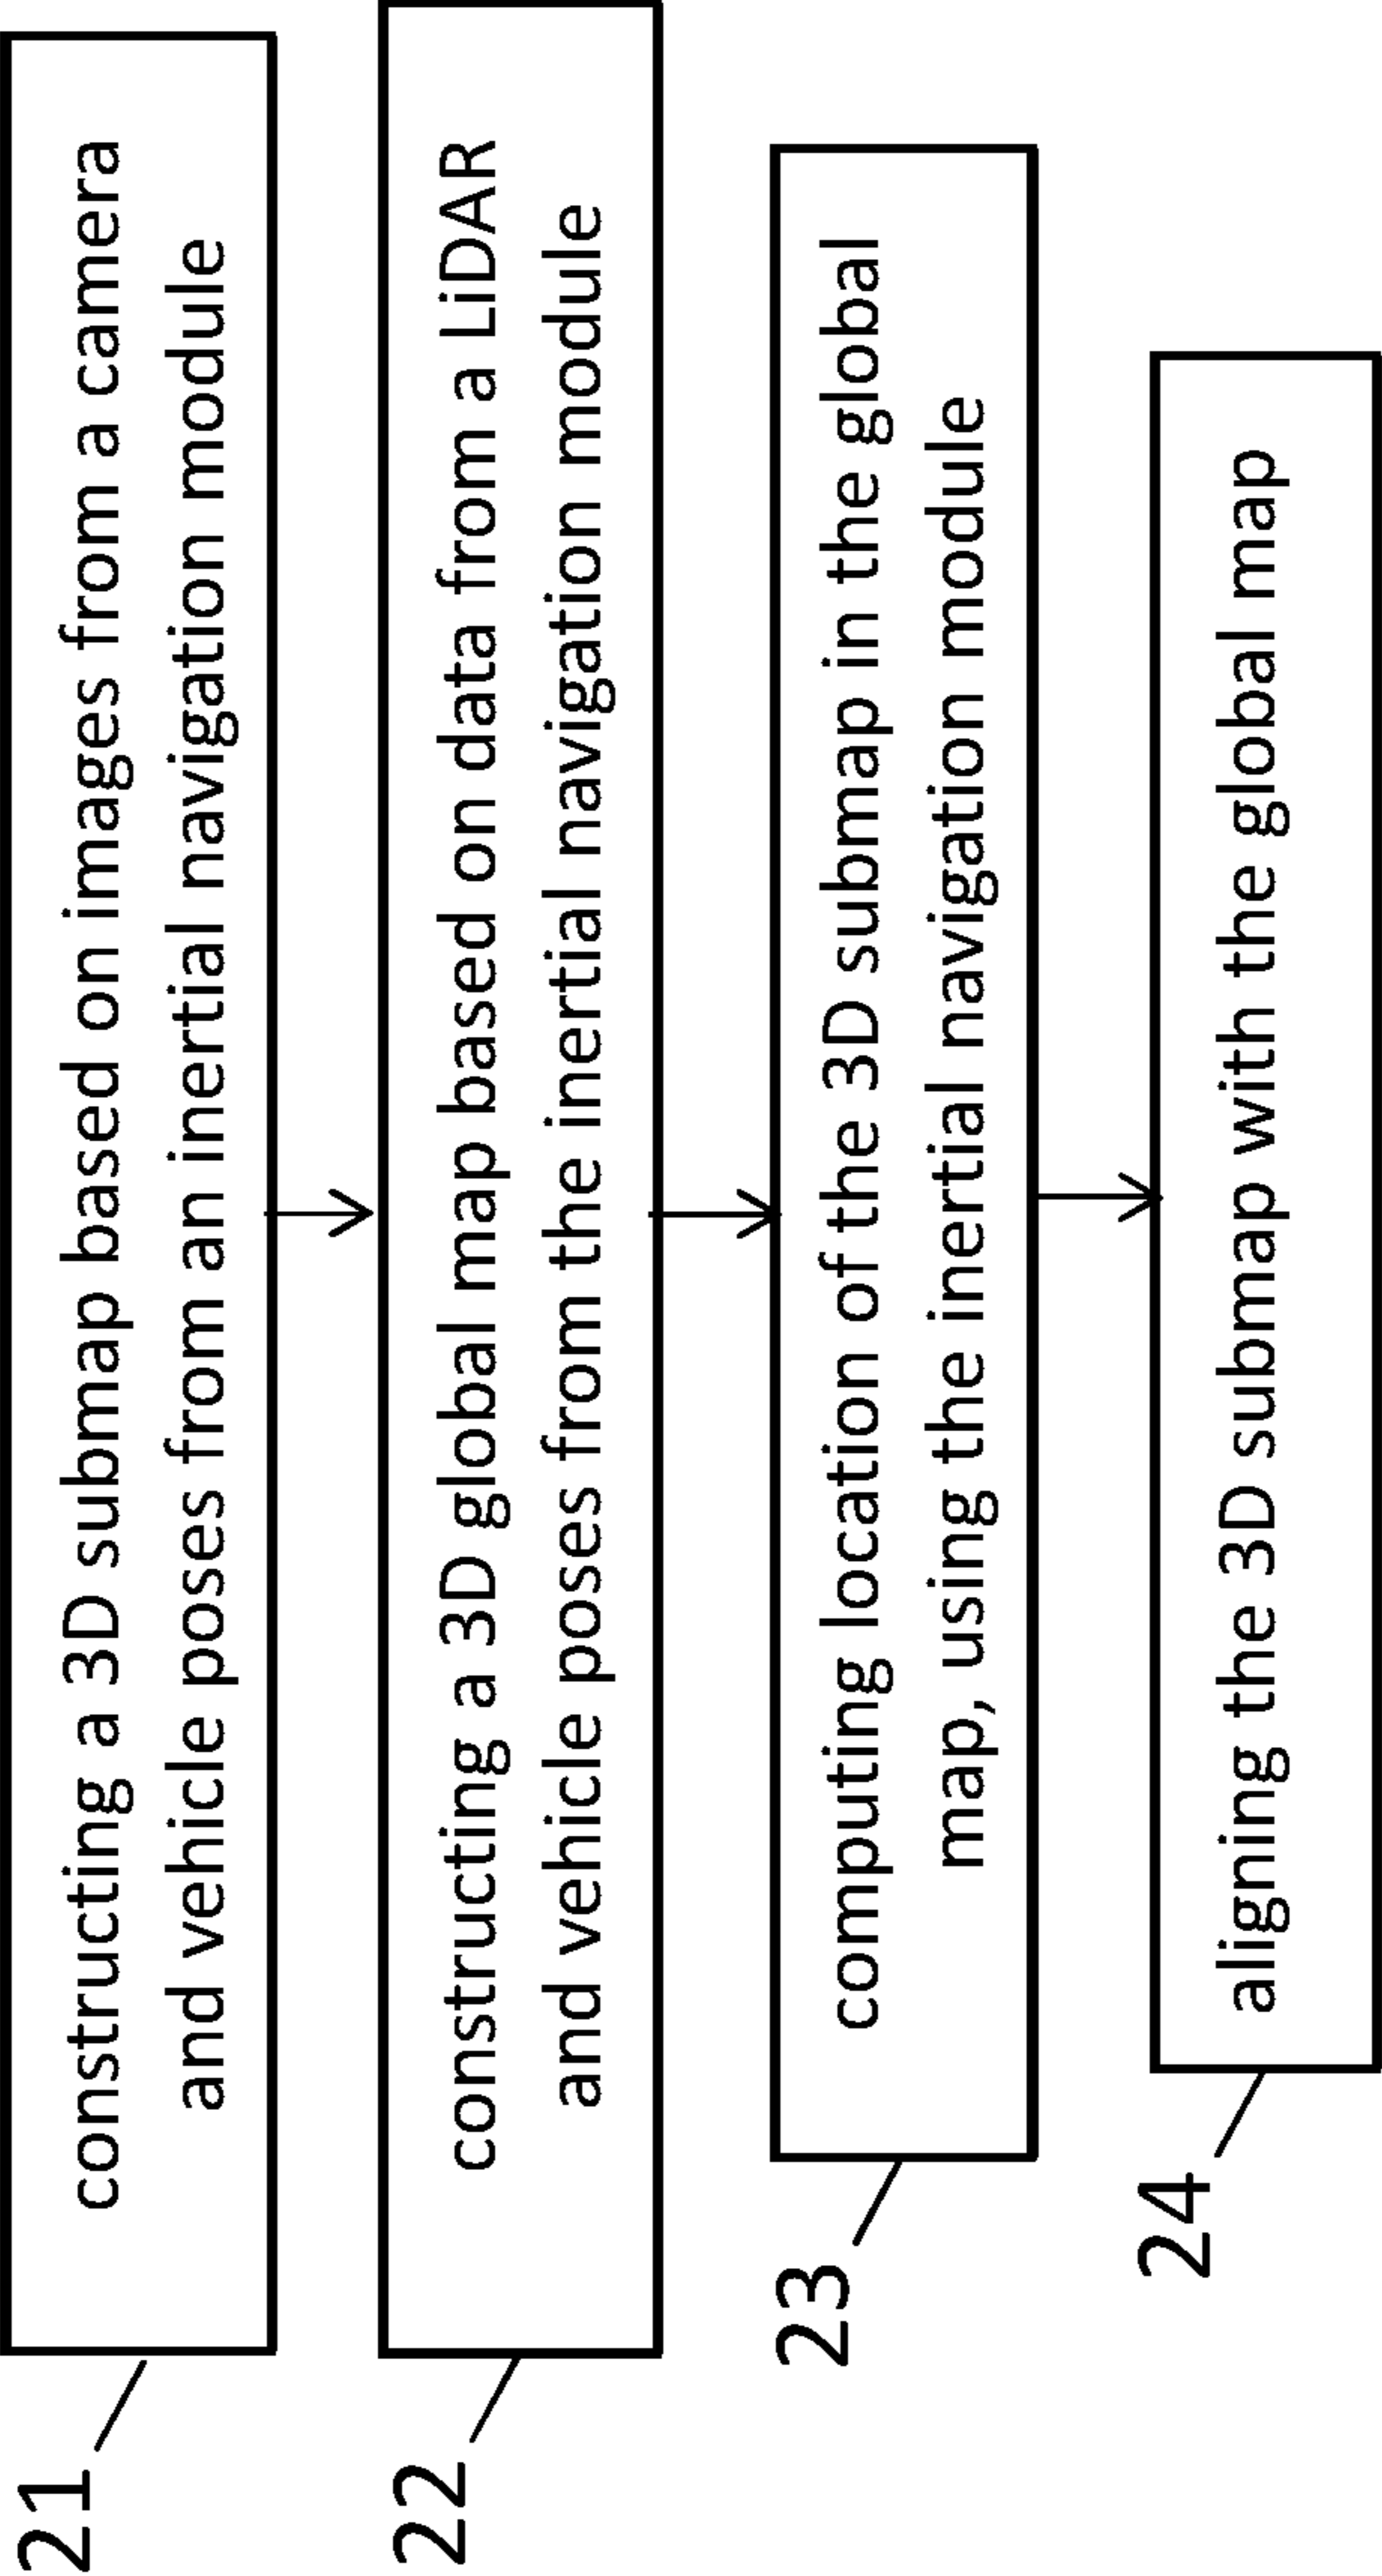 21
constructing a 3D submap based on images from a camera
and vehicle poses from an inertial navigation module
22
constructing a 3D global map based on data from a LiDAR
and vehicle poses from the inertial navigation module
23
computing location of the 3D submap in the global
map, using the inertial navigation module
24
aligning the 3D submap with the global map